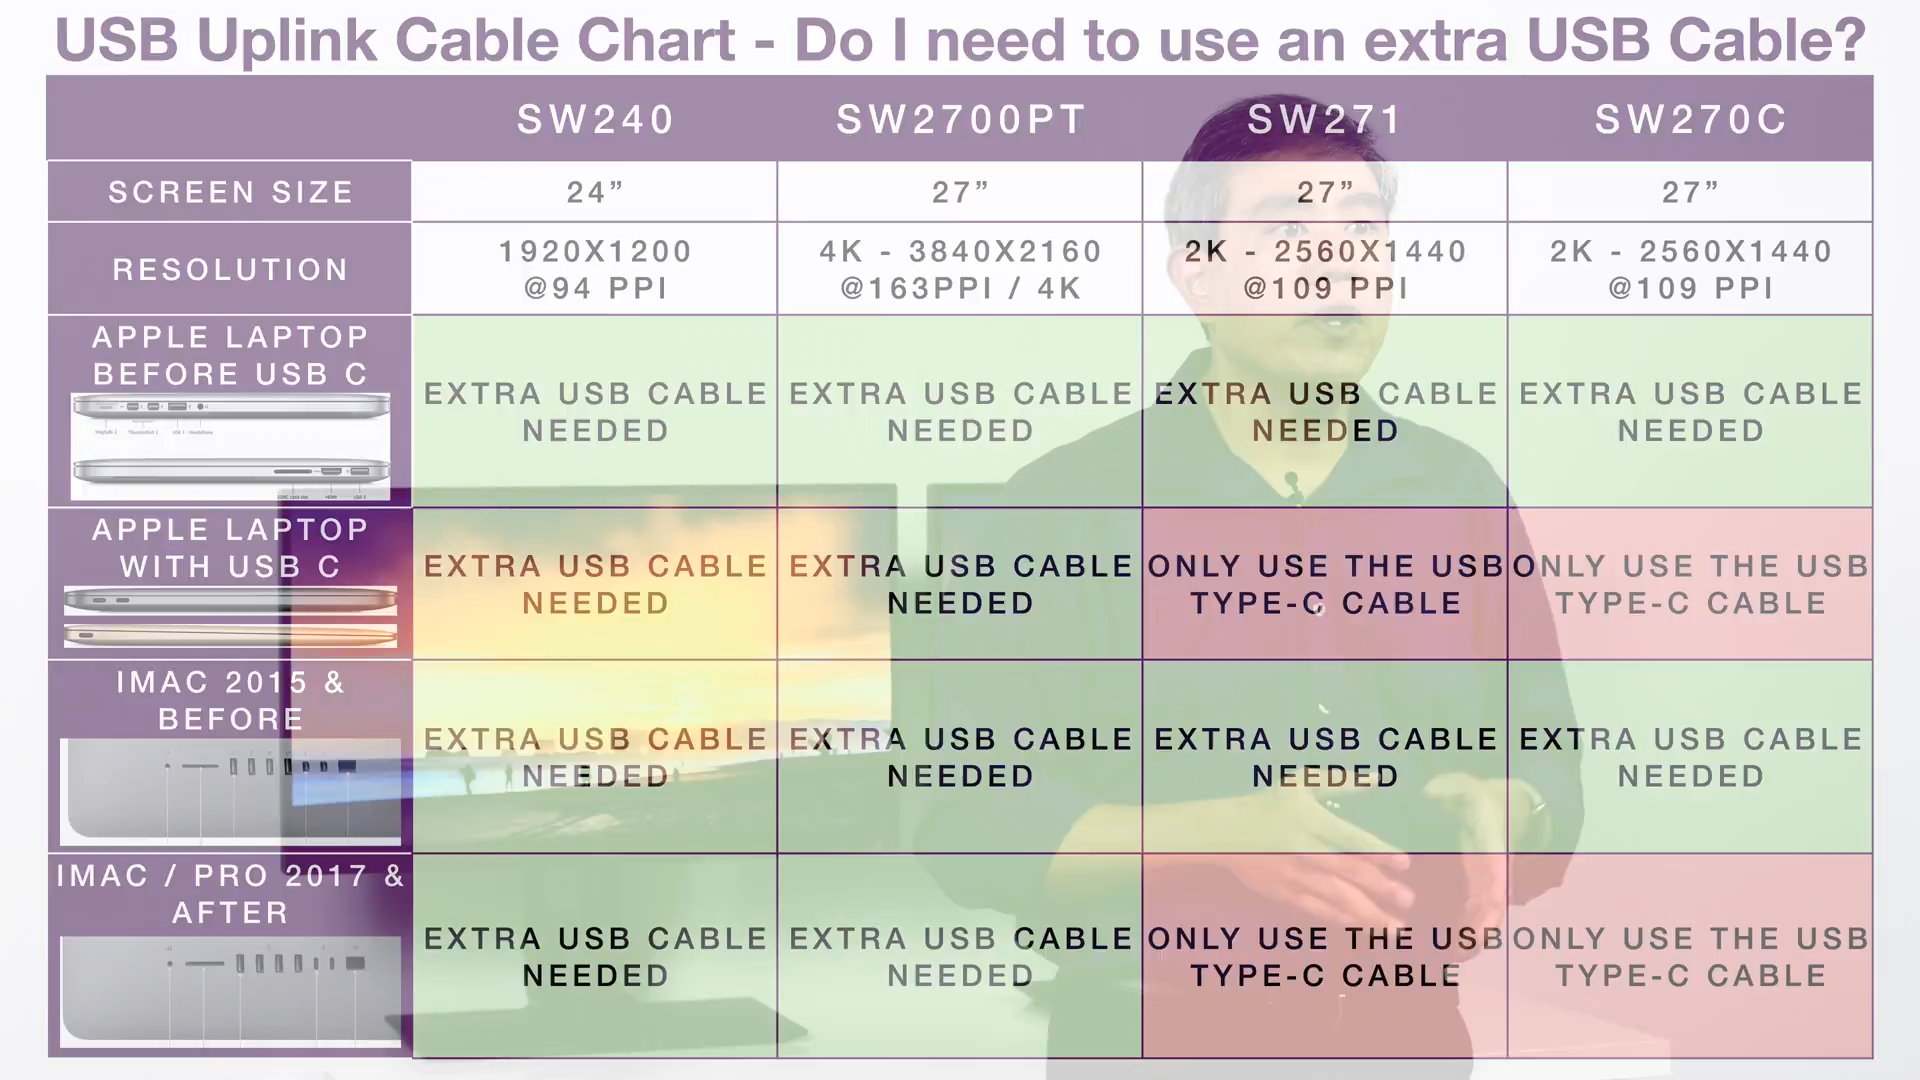 USB Uplink Cable Chart - Do I need to use an extra USB Cable?
SW240 SW2700PT SW271 SW270C
SCREEN SIZE 24” 27” 27” 27”
RESOLUTION
1920X1200
@94 PPI
4K - 3840X2160
@163PPI / 4K
2K - 2560X1440
@109 PPI
2K - 2560X1440
@109 PPI
APPLE LAPTOP
BEFORE USB C
EXTRA USB CABLE
NEEDED
EXTRA USB CABLE
NEEDED
EXTRA USB CABLE
NEEDED
EXTRA USB CABLE
NEEDED
APPLE LAPTOP
WITH USB C
EXTRA USB CABLE
NEEDED
EXTRA USB CABLE
NEEDED
ONLY USE THE USB
TYPE-C CABLE
ONLY USE THE USB
TYPE-C CABLE
IMAC 2015 &
BEFORE
EXTRA USB CABLE
NEEDED
EXTRA USB CABLE
NEEDED
EXTRA USB CABLE
NEEDED
EXTRA USB CABLE
NEEDED
IMAC / PRO 2017 &
AFTER
EXTRA USB CABLE
NEEDED
EXTRA USB CABLE
NEEDED
ONLY USE THE USB
TYPE-C CABLE
ONLY USE THE USB
TYPE-C CABLE